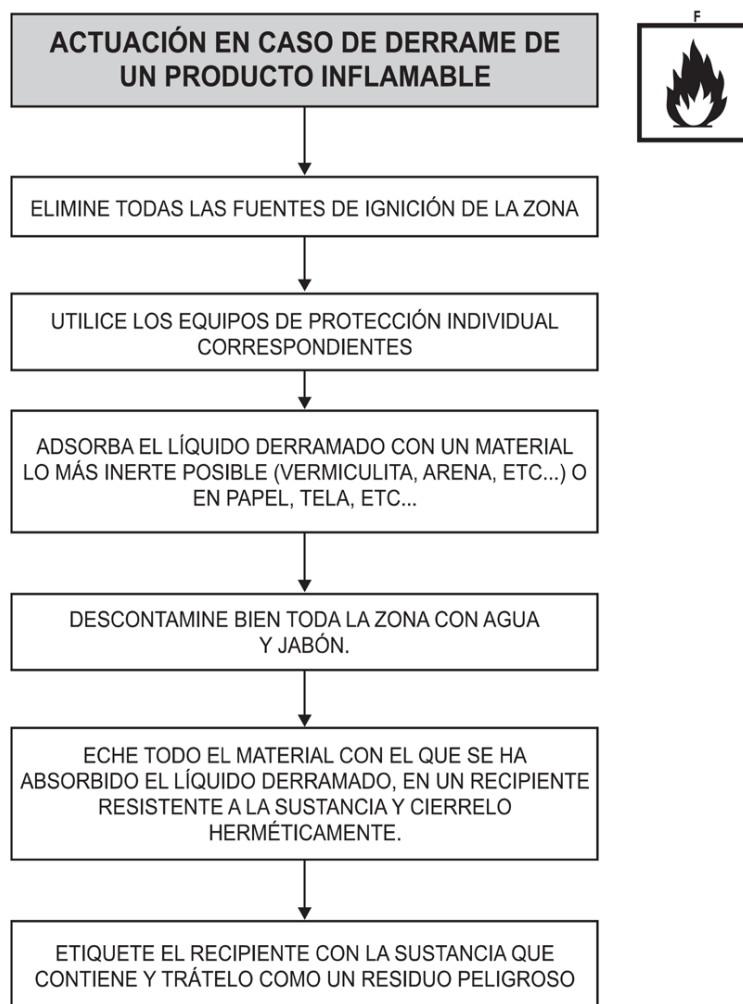 ACTUACIÓN EN CASO DE DERRAME DE
UN PRODUCTO INFLAMABLE
F
ELIMINE TODAS LAS FUENTES DE IGNICIÓN DE LA ZONA
UTILICE LOS EQUIPOS DE PROTECCIÓN INDIVIDUAL
CORRESPONDIENTES
ADSORBA EL LÍQUIDO DERRAMADO CON UN MATERIAL
LO MÁS INERTE POSIBLE (VERMICULITA, ARENA, ETC...) O
EN PAPEL, TELA, ETC...
DESCONTAMINE BIEN TODA LA ZONA CON AGUA
Y JABÓN.
ECHE TODO EL MATERIAL CON EL QUE SE HA
ABSORBIDO EL LÍQUIDO DERRAMADO, EN UN RECIPIENTE
RESISTENTE A LA SUSTANCIA Y CIERRELO
HERMÉTICAMENTE.
ETIQUETE EL RECIPIENTE CON LA SUSTANCIA QUE
CONTIENE Y TRÁTELO COMO UN RESIDUO PELIGROSO